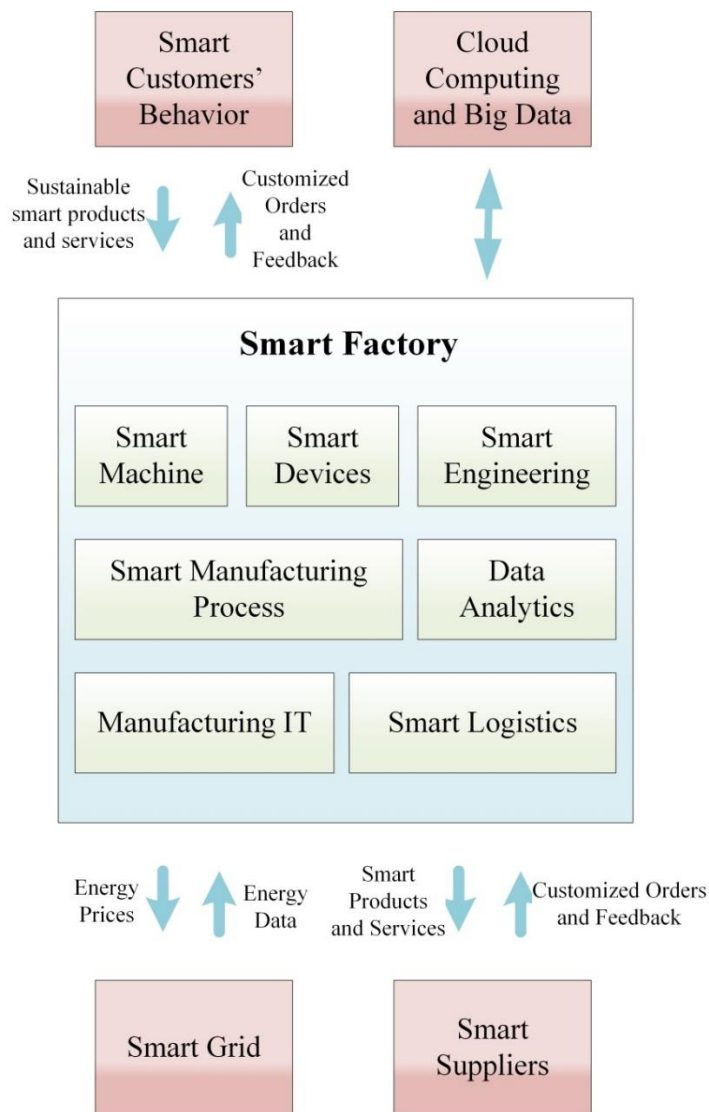 Smart
Customers’
Behavior
Cloud
Computing
and Big Data
Sustainable
smart products
and services
Customized
Orders
and
Feedback
Smart Factory
Smart
Machine
Smart
Devices
Smart
Engineering
Smart Manufacturing
Process
Data
Analytics
Manufacturing IT
Smart Logistics
Energy
Prices
Energy
Data
Smart
Products
and Services
Customized Orders
and Feedback
Smart Grid
Smart
Suppliers